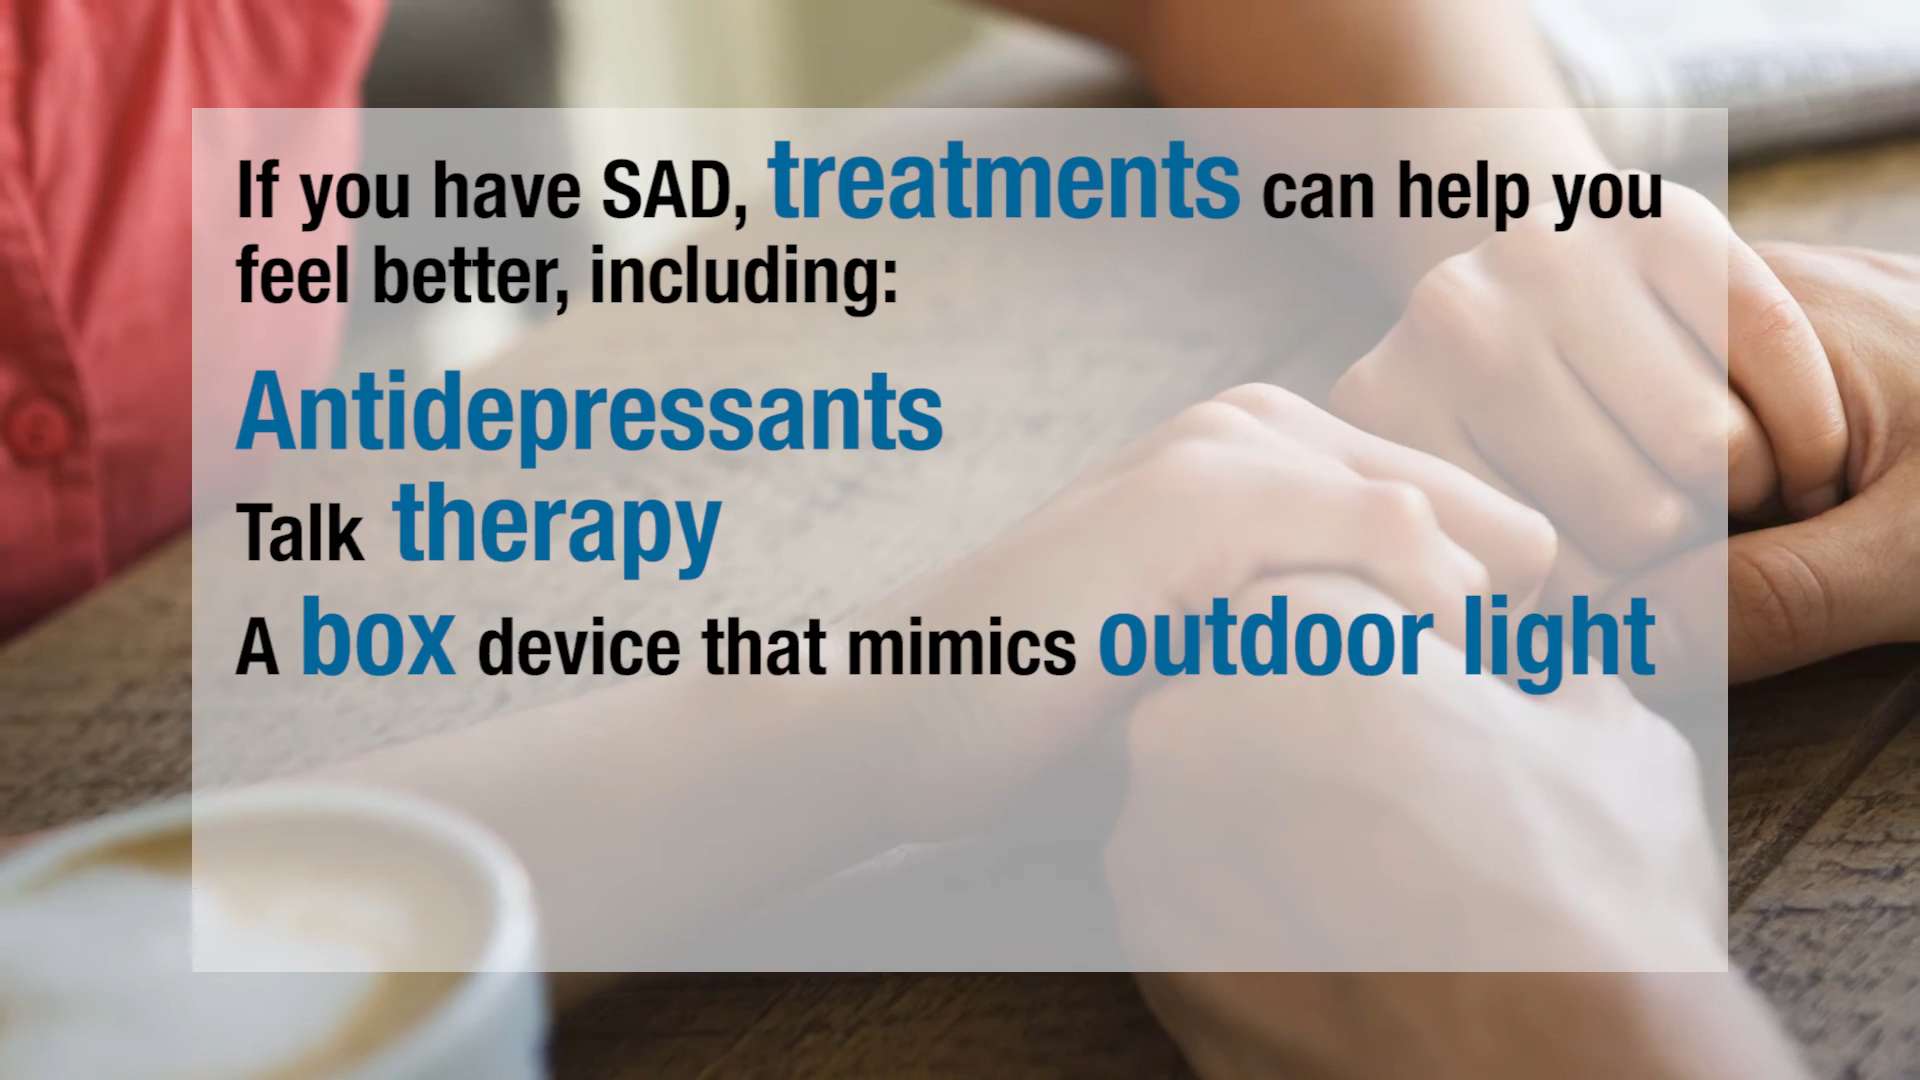 If you have SAD, treatments can help you
feel better, including:
Antidepressants
Talk therapy
A box device that mimics outdoor light